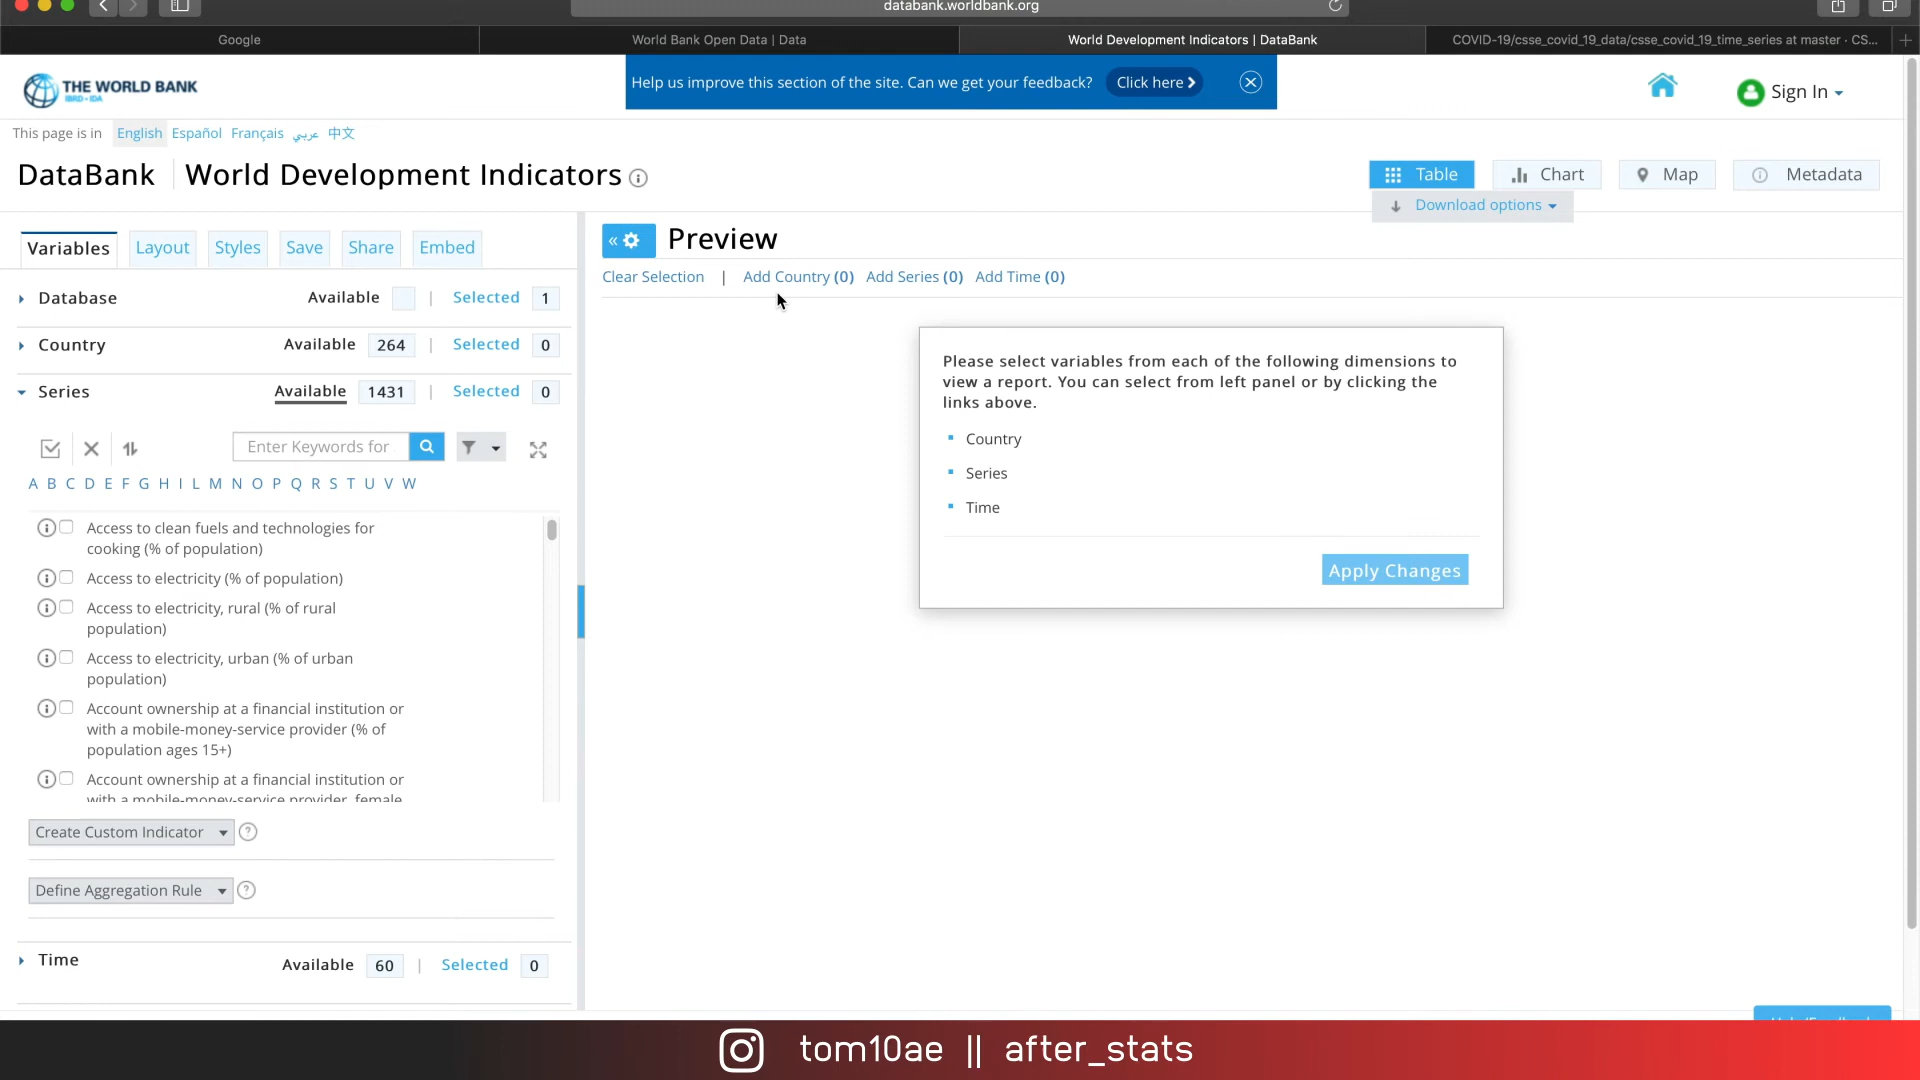 databank.worldbank.org
Google
World Bank Open Data | Data
World Development Indicators | DataBank
COVID-19/csse_covid_19_data/csse_covid_19_time_series at master · CS...
THE WORLD BANK
IBRD • IDA
Help us improve this section of the site. Can we get your feedback? Click here
Sign In
This page is in English Español Français عربي 中文
DataBank World Development Indicators
Table Chart Map Metadata
Download options
Variables Layout Styles Save Share Embed
« Preview
Clear Selection | Add Country (0) Add Series (0) Add Time (0)
Database Available | Selected 1
Country Available 264 | Selected 0
Series Available 1431 | Selected 0
Enter Keywords for
A B C D E F G H I L M N O P Q R S T U V W
Access to clean fuels and technologies for
cooking (% of population)
Access to electricity (% of population)
Access to electricity, rural (% of rural
population)
Access to electricity, urban (% of urban
population)
Account ownership at a financial institution or
with a mobile-money-service provider (% of
population ages 15+)
Account ownership at a financial institution or
with a mobile-money-service provider, female
Create Custom Indicator ?
Define Aggregation Rule ?
Time Available 60 | Selected 0
Please select variables from each of the following dimensions to
view a report. You can select from left panel or by clicking the
links above.
Country
Series
Time
Apply Changes
tom10ae || after_stats